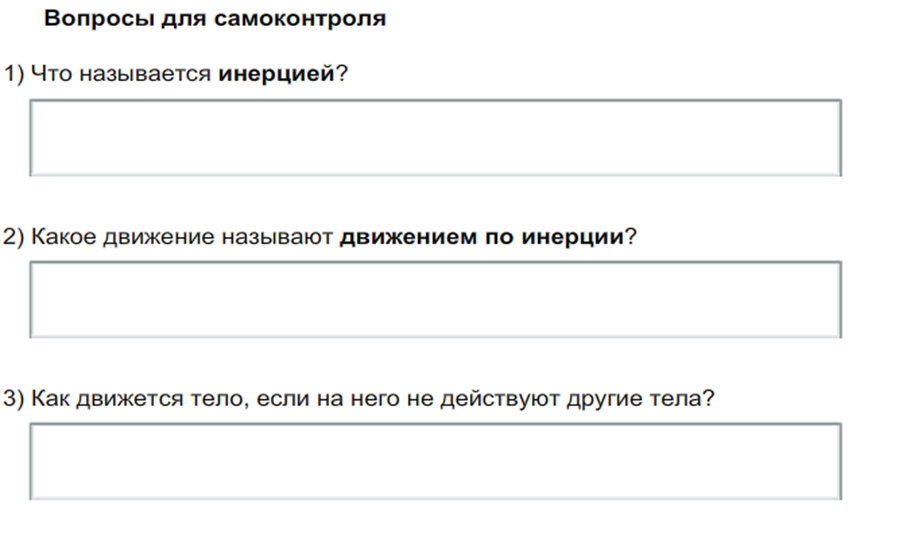 Вопросы для самоконтроля
1) Что называется инерцией?
2) Какое движение называют движением по инерции?
3) Как движется тело, если на него не действуют другие тела?